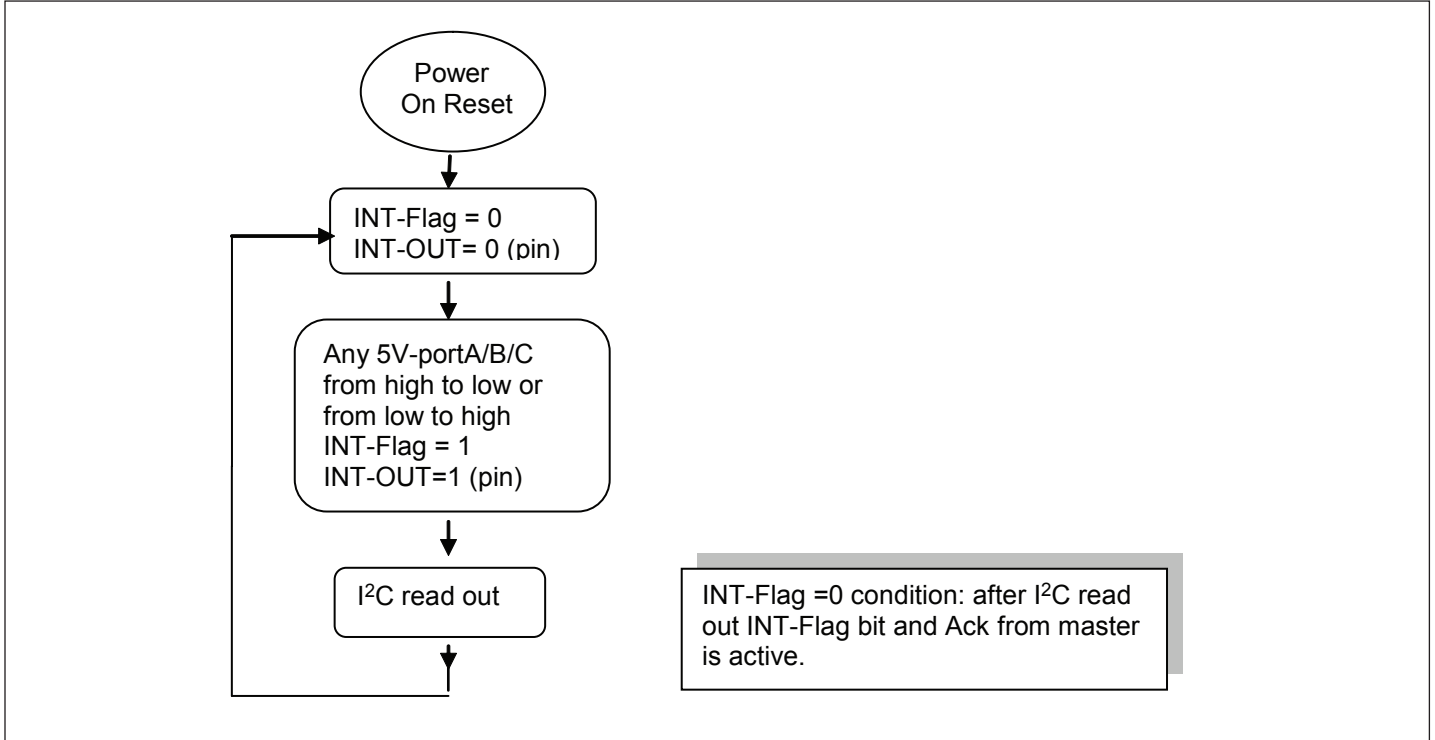 Power
On Reset
INT-Flag = 0
INT-OUT= 0 (pin)
Any 5V-portA/B/C
from high to low or
from low to high
INT-Flag = 1
INT-OUT=1 (pin)
I²C read out
INT-Flag =0 condition: after I²C read
out INT-Flag bit and Ack from master
is active.